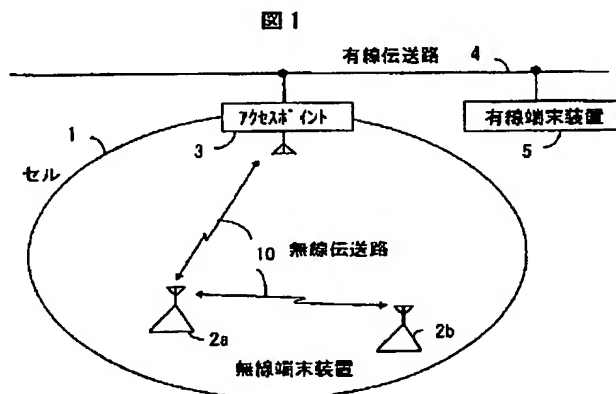 図1
有線伝送路 4
アクセスポイント
3
有線端末装置
5
1
セル
10 無線伝送路
2a
2b
無線端末装置